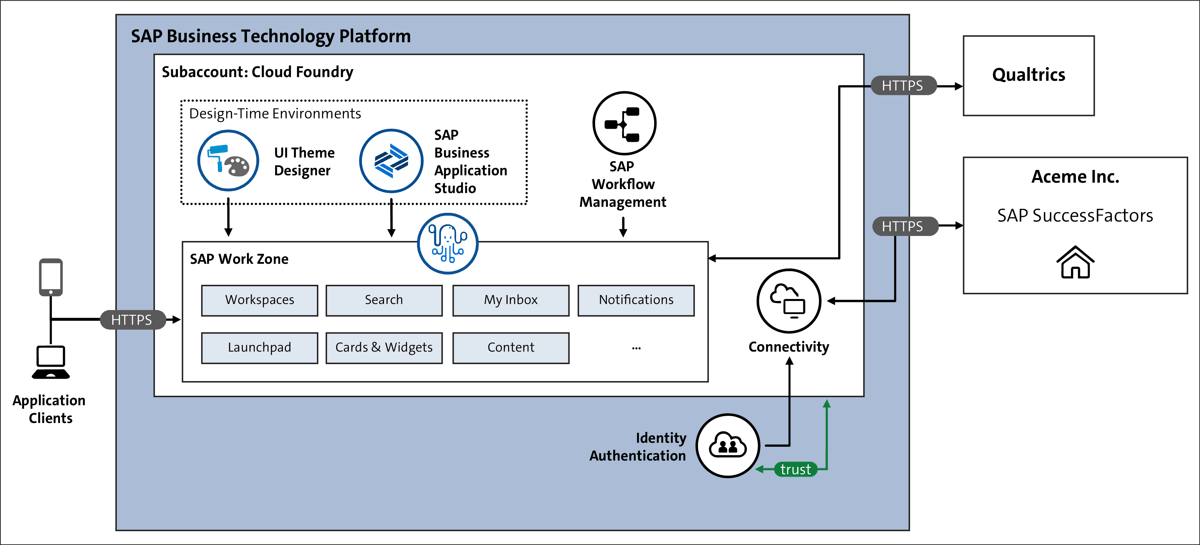 SAP Business Technology Platform
Subaccount: Cloud Foundry
Design-Time Environments
UI Theme
Designer
SAP
Business
Application
Studio
SAP
Workflow
Management
HTTPS
Qualtrics
Aceme Inc.
SAP SuccessFactors
HTTPS
SAP Work Zone
Workspaces
Search
My Inbox
Notifications
Launchpad
Cards & Widgets
Content
...
HTTPS
Application
Clients
Connectivity
Identity
Authentication
trust